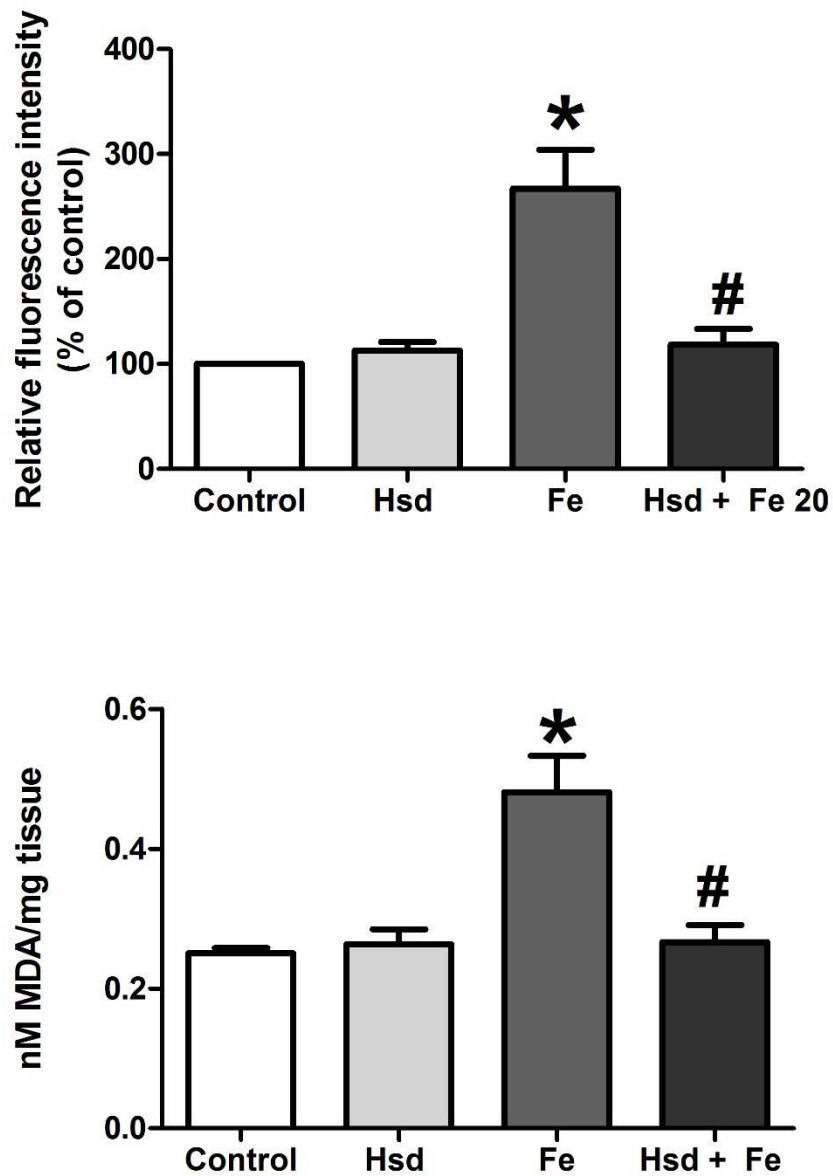 Relative fluorescence intensity
(% of control)
400
300
200
100
0
*
#
Control Hsd Fe Hsd + Fe 20
nM MDA/mg tissue
0.6
0.4
0.2
0.0
*
#
Control Hsd Fe Hsd + Fe